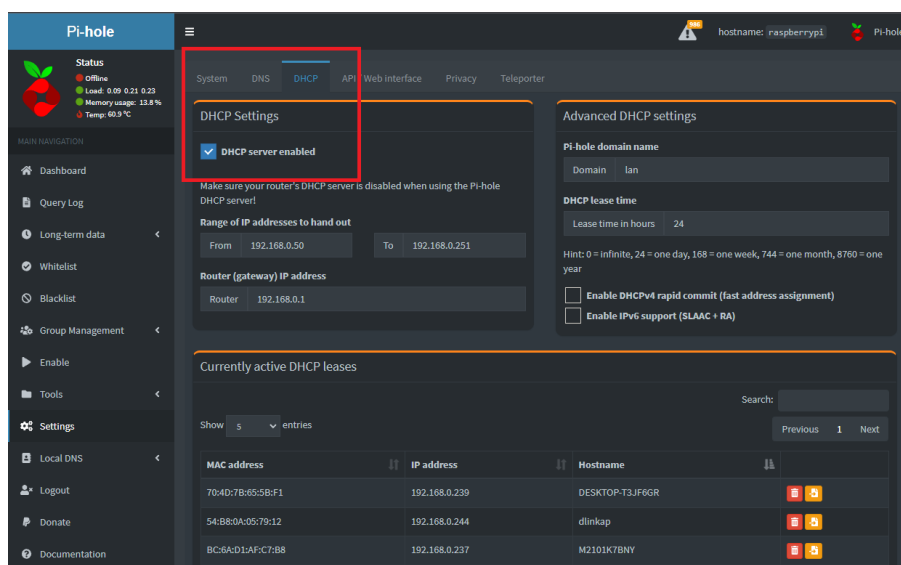 Pi-hole
986
hostname: raspberrypi
Pi-hole
Status
Offline
Load: 0.09 0.21 0.23
Memory usage: 13.8 %
Temp: 60.9 °C
MAIN NAVIGATION
Dashboard
Query Log
Long-term data
Whitelist
Blacklist
Group Management
Enable
Tools
Settings
Local DNS
Logout
Donate
Documentation
System DNS DHCP API / Web interface Privacy Teleporter
DHCP Settings
DHCP server enabled
Make sure your router's DHCP server is disabled when using the Pi-hole
DHCP server!
Range of IP addresses to hand out
From 192.168.0.50 To 192.168.0.251
Router (gateway) IP address
Router 192.168.0.1
Advanced DHCP settings
Pi-hole domain name
Domain lan
DHCP lease time
Lease time in hours 24
Hint: 0 = infinite, 24 = one day, 168 = one week, 744 = one month, 8760 = one
year
Enable DHCPv4 rapid commit (fast address assignment)
Enable IPv6 support (SLAAC + RA)
Currently active DHCP leases
Search:
Show 5 entries
Previous 1 Next
MAC address IP address Hostname
70:4D:7B:65:5B:F1 192.168.0.239 DESKTOP-T3JF6GR
54:B8:0A:05:79:12 192.168.0.244 dlinkap
BC:6A:D1:AF:C7:B8 192.168.0.237 M2101K7BNY